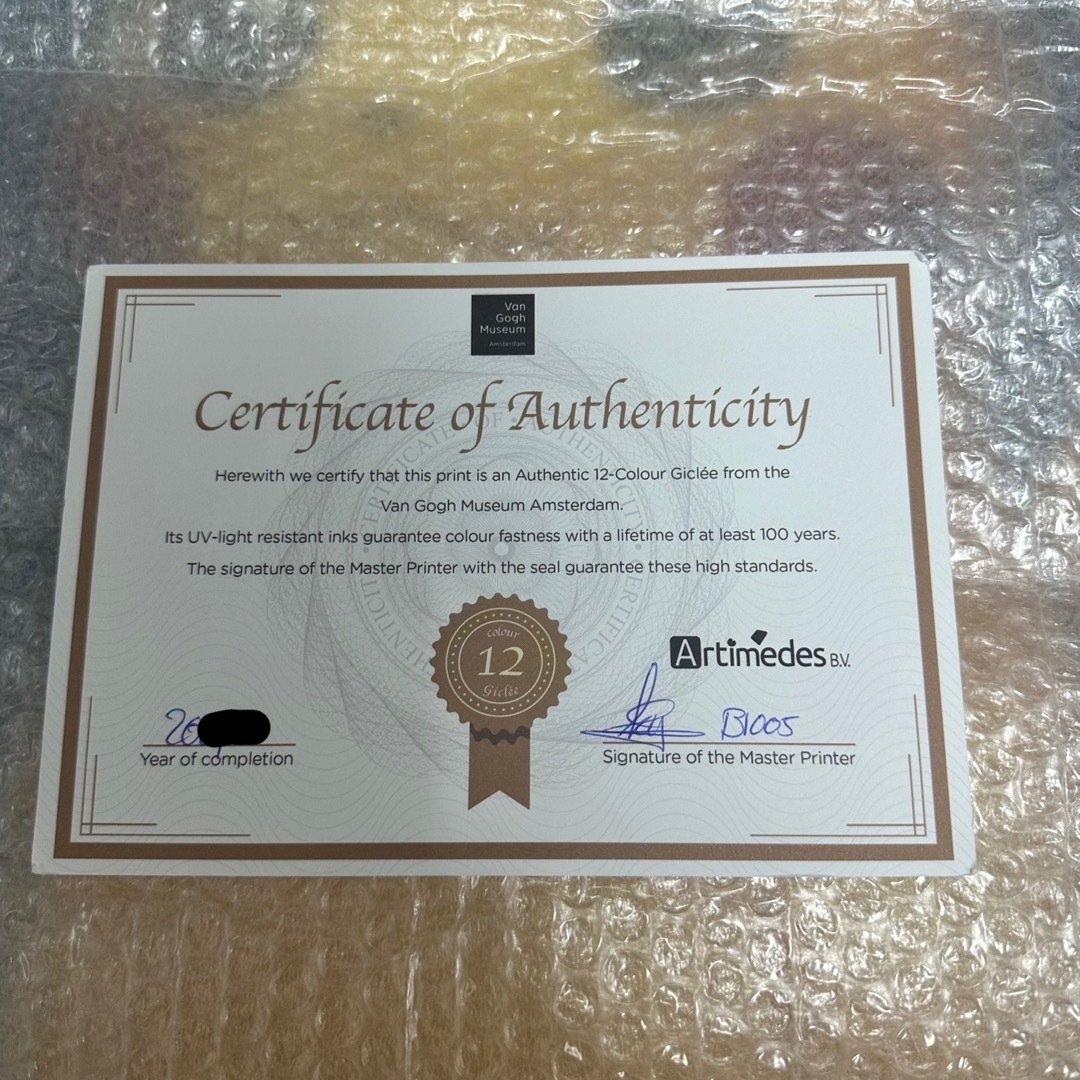 Van
Gogh
Museum
Amsterdam
Certificate of Authenticity
Herewith we certify that this print is an Authentic 12-Colour Giclée from the
Van Gogh Museum Amsterdam.
Its UV-light resistant inks guarantee colour fastness with a lifetime of at least 100 years.
The signature of the Master Printer with the seal guarantee these high standards.
colour
12
Giclée
Artimedes B.V.
Year of completion
Signature of the Master Printer